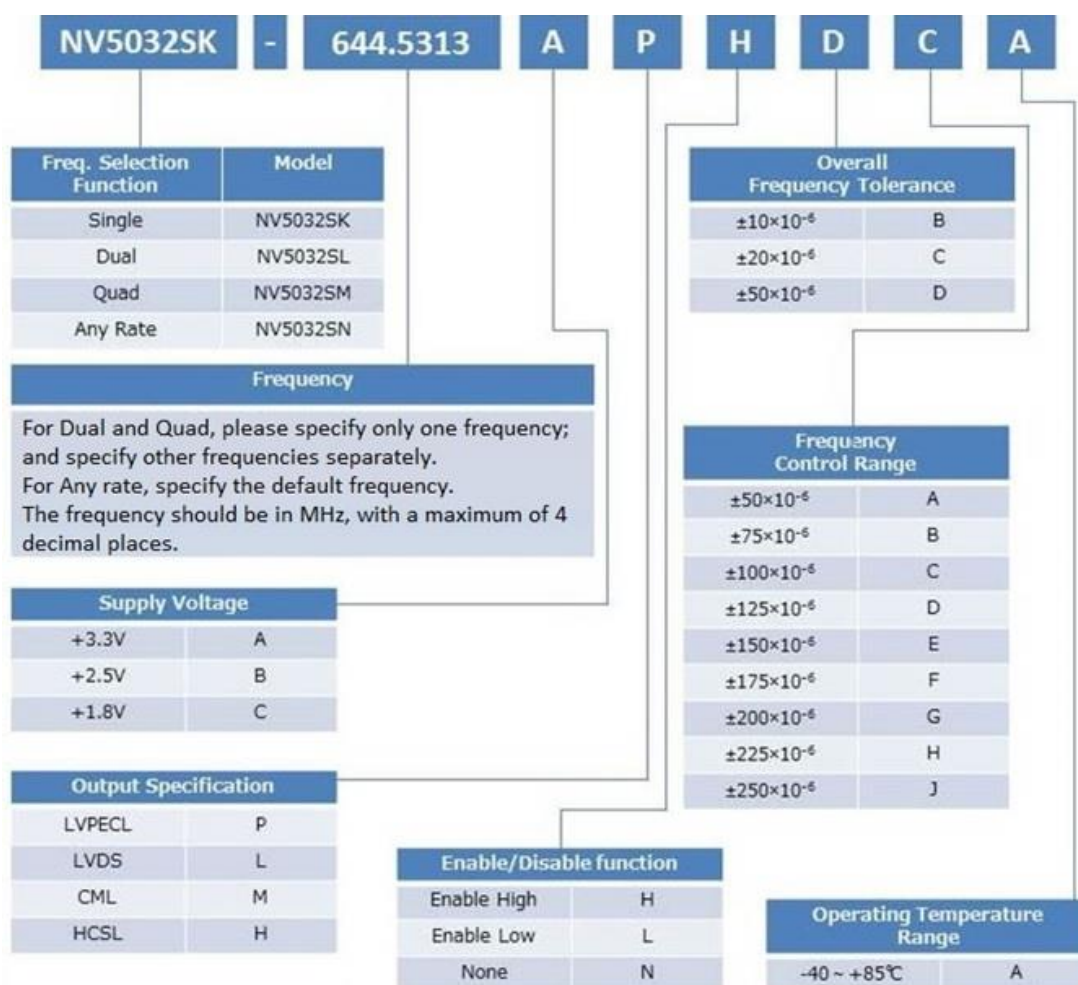 NV5032SK - 644.5313 A P H D C A
Freq. Selection Function Model
Single NV5032SK
Dual NV5032SL
Quad NV5032SM
Any Rate NV5032SN
Frequency
For Dual and Quad, please specify only one frequency;
and specify other frequencies separately.
For Any rate, specify the default frequency.
The frequency should be in MHz, with a maximum of 4
decimal places.
Supply Voltage
+3.3V A
+2.5V B
+1.8V C
Output Specification
LVPECL P
LVDS L
CML M
HCSL H
Enable/Disable function
Enable High H
Enable Low L
None N
Overall
Frequency Tolerance
±10×10⁻⁶ B
±20×10⁻⁶ C
±50×10⁻⁶ D
Frequency
Control Range
±50×10⁻⁶ A
±75×10⁻⁶ B
±100×10⁻⁶ C
±125×10⁻⁶ D
±150×10⁻⁶ E
±175×10⁻⁶ F
±200×10⁻⁶ G
±225×10⁻⁶ H
±250×10⁻⁶ J
Operating Temperature
Range
-40 ~ +85℃ A